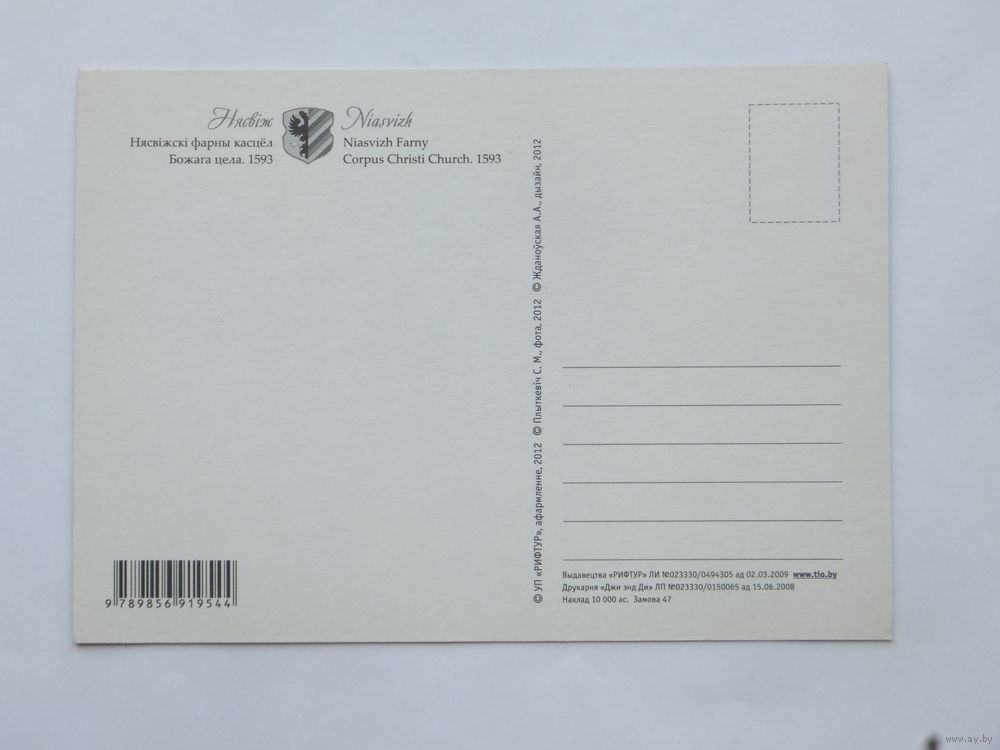 Нясвіж
Нясвіжскі фарны касцёл
Божага цела. 1593
Niasvizh
Niasvizh Farny
Corpus Christi Church. 1593
© УП «РИФТУР», афармленне, 2012 © Плыткевіч С. М., фота, 2012 © Ждановўская А.А., дызайн, 2012
Выдавецтва «РИФТУР» ЛИ №023330/0494305 ад 02.03.2009 www.tio.by
Друкарня «Джи энд Ди» ЛП №023330/0150065 ад 15.06.2008
Наклад 10 000 ас. Замова 47
9 789856 919544
www.ay.by